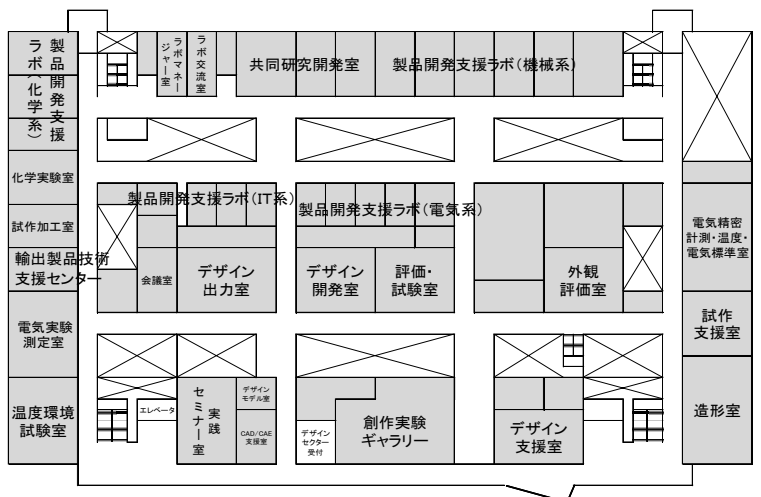 製品開発支援
ラボ(化学系)
ラボマネー
ジャー室
ラボ交流室
共同研究開発室
製品開発支援ラボ(機械系)
化学実験室
試作加工室
輸出製品技術
支援センター
電気実験
測定室
温度環境
試験室
製品開発支援ラボ(IT系)
製品開発支援ラボ(電気系)
会議室
デザイン
出力室
デザイン
開発室
評価・
試験室
外観
評価室
電気精密
計測・温度・
電気標準室
試作
支援室
造形室
エレベータ
実践
セミナー室
デザイン
モデル室
CAD/CAE
支援室
デザイン
セクター
受付
創作実験
ギャラリー
デザイン
支援室